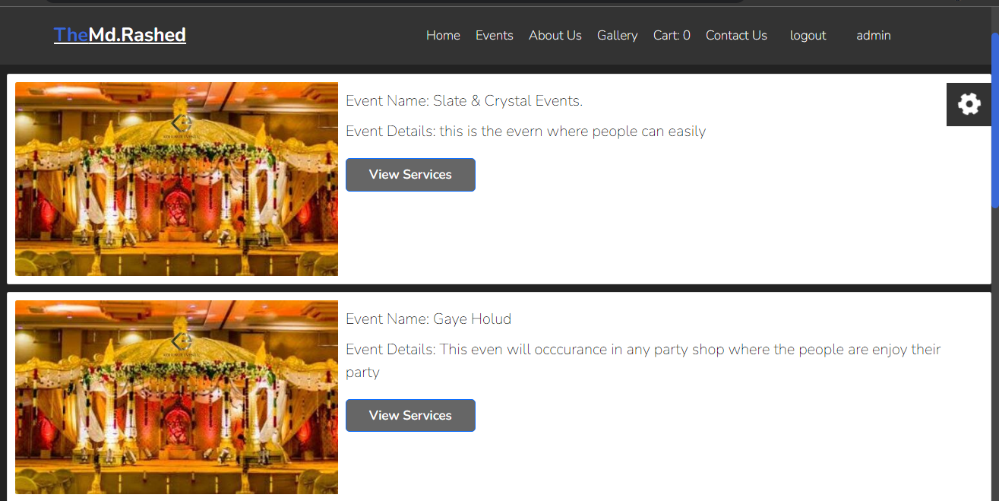 TheMd.Rashed
Home Events About Us Gallery Cart: 0 Contact Us logout admin
Event Name: Slate & Crystal Events.
Event Details: this is the evern where people can easily
View Services
Event Name: Gaye Holud
Event Details: This even will occcurance in any party shop where the people are enjoy their
party
View Services